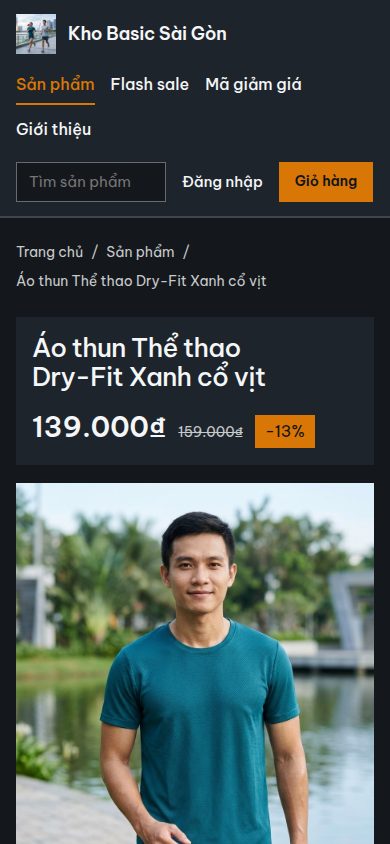 Kho Basic Sài Gòn
Sản phẩm Flash sale Mã giảm giá
Giới thiệu
Tìm sản phẩm Đăng nhập Giỏ hàng
Trang chủ / Sản phẩm /
Áo thun Thể thao Dry-Fit Xanh cổ vịt
Áo thun Thể thao
Dry-Fit Xanh cổ vịt
139.000₫ 159.000₫ -13%